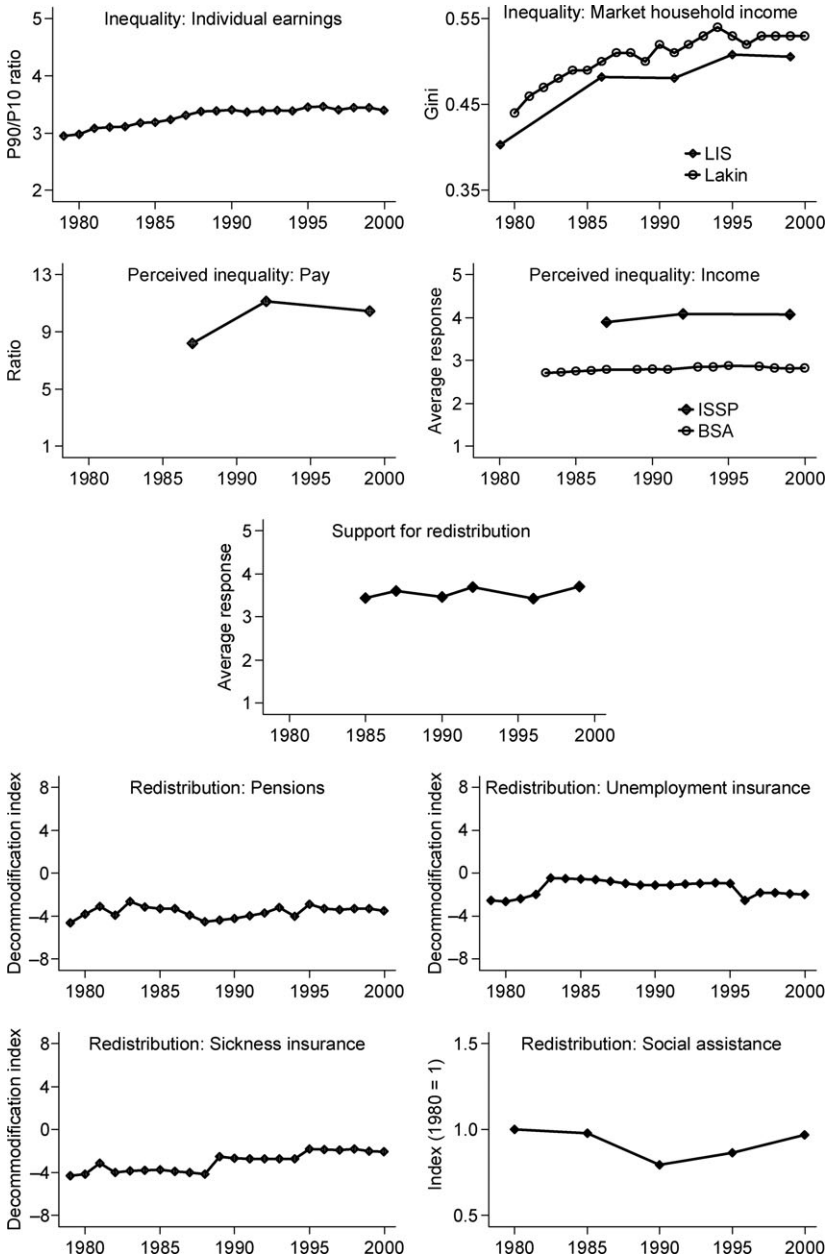 Inequality: Individual earnings
P90/P10 ratio
5
4
3
2
1980 1985 1990 1995 2000
Inequality: Market household income
Gini
0.55
0.45
0.35
LIS
Lakin
1980 1985 1990 1995 2000
Perceived inequality: Pay
Ratio
13
9
5
1
1980 1985 1990 1995 2000
Perceived inequality: Income
Average response
5
4
3
2
1
ISSP
BSA
1980 1985 1990 1995 2000
Support for redistribution
Average response
5
4
3
2
1
1980 1985 1990 1995 2000
Redistribution: Pensions
Decommodification index
8
4
0
–4
–8
1980 1985 1990 1995 2000
Redistribution: Unemployment insurance
Decommodification index
8
4
0
–4
–8
1980 1985 1990 1995 2000
Redistribution: Sickness insurance
Decommodification index
8
4
0
–4
–8
1980 1985 1990 1995 2000
Redistribution: Social assistance
Index (1980 = 1)
1.5
1.0
0.5
1980 1985 1990 1995 2000